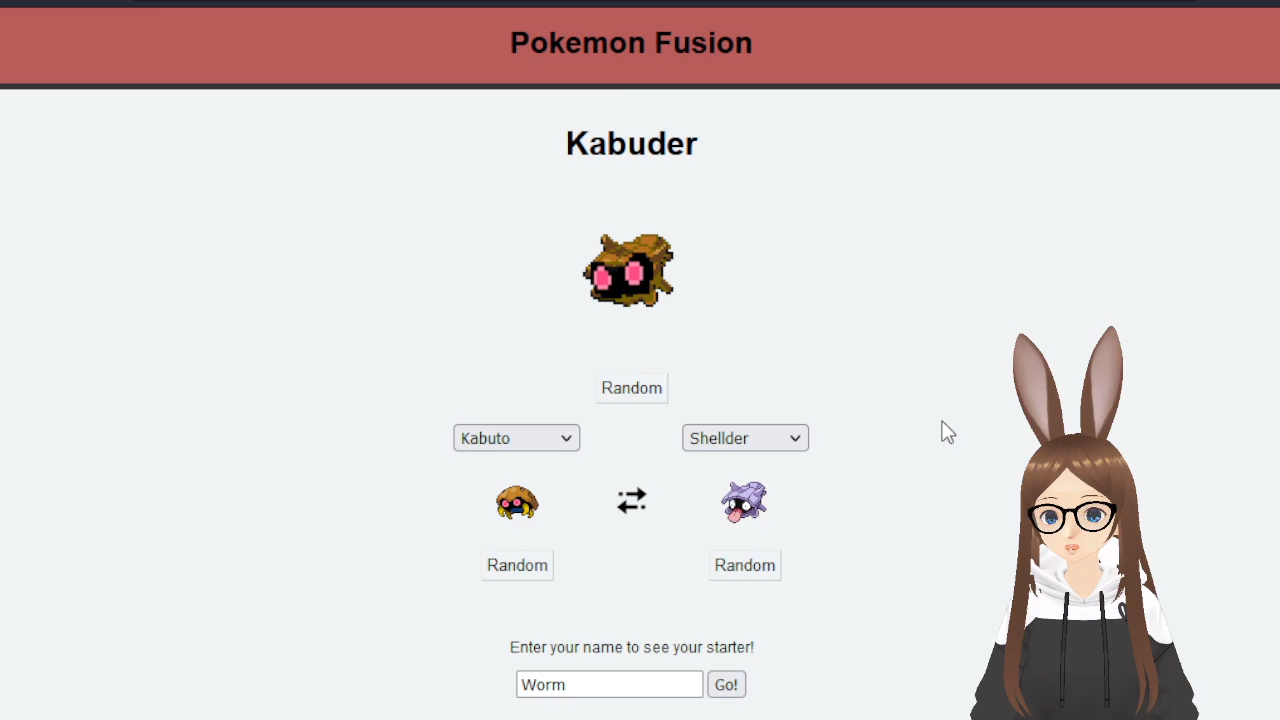 Pokemon Fusion
Kabuder
Random
Kabuto
Shellder
Random
Random
Enter your name to see your starter!
Worm
Go!